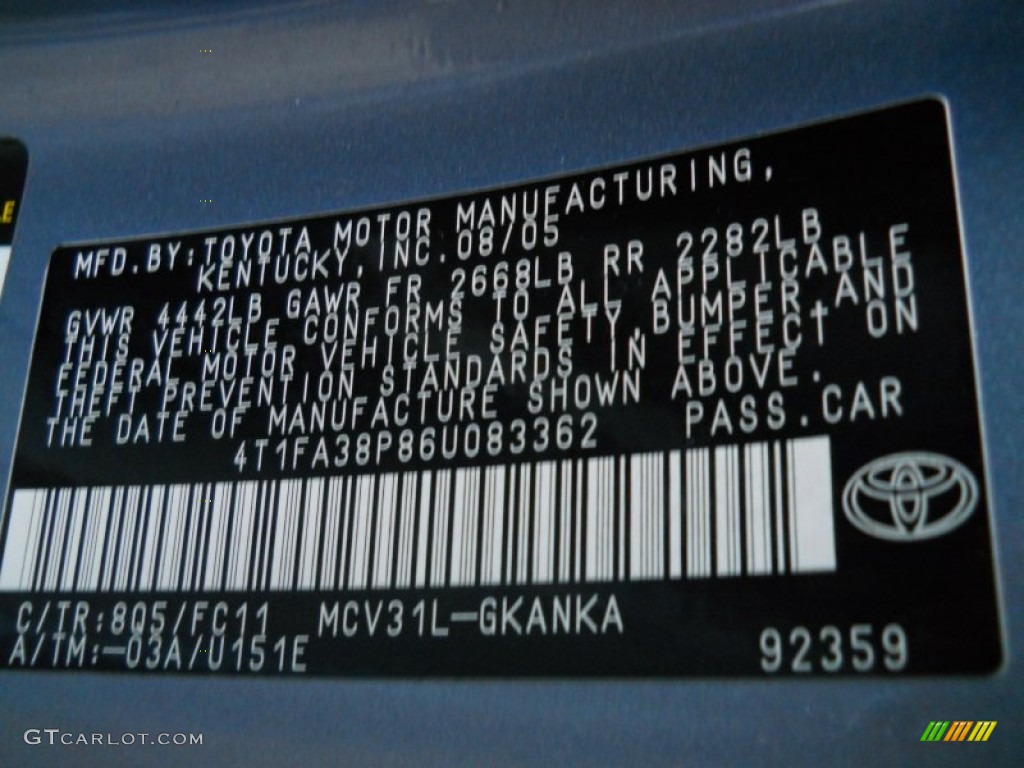 LE
MFD.BY:TOYOTA MOTOR MANUFACTURING,
KENTUCKY,INC.08/05
GVWR 4442LB GAWR FR 2668LB RR 2282LB
THIS VEHICLE CONFORMS TO ALL APPLICABLE
FEDERAL MOTOR VEHICLE SAFETY,BUMPER,AND
THEFT PREVENTION STANDARDS IN EFFECT ON
THE DATE OF MANUFACTURE SHOWN ABOVE.
4T1FA38P86U083362 PASS.CAR
C/TR:8Q5/FC11 MCV31L-GKANKA
A/TM:-03A/U151E 92359
GTCARLOT.COM